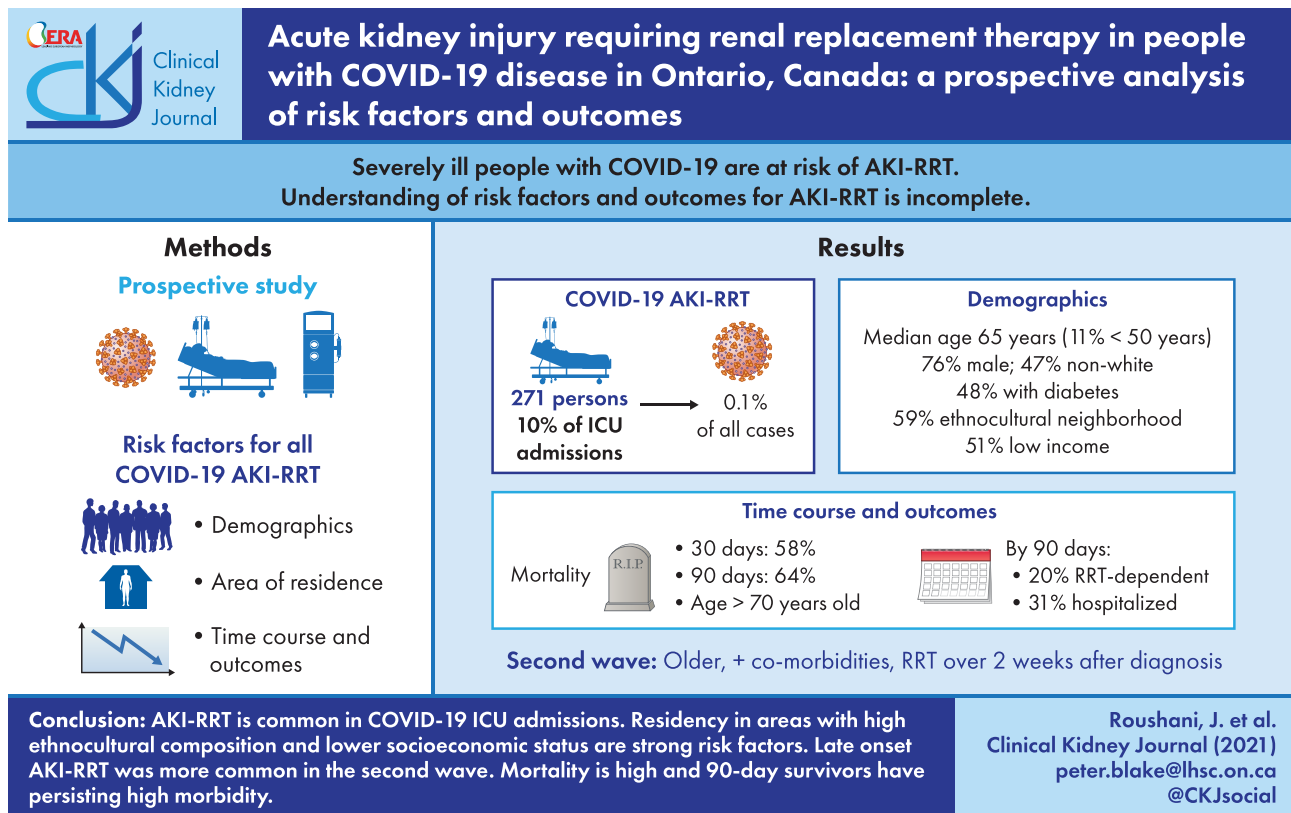 ERA
CKJ
Clinical
Kidney
Journal
Acute kidney injury requiring renal replacement therapy in people
with COVID-19 disease in Ontario, Canada: a prospective analysis
of risk factors and outcomes
Severely ill people with COVID-19 are at risk of AKI-RRT.
Understanding of risk factors and outcomes for AKI-RRT is incomplete.
Methods
Prospective study
Risk factors for all
COVID-19 AKI-RRT
• Demographics
• Area of residence
• Time course and
outcomes
Results
COVID-19 AKI-RRT
271 persons
10% of ICU
admissions
0.1%
of all cases
Demographics
Median age 65 years (11% < 50 years)
76% male; 47% non-white
48% with diabetes
59% ethnocultural neighborhood
51% low income
Time course and outcomes
Mortality
R.I.P.
• 30 days: 58%
• 90 days: 64%
• Age > 70 years old
By 90 days:
• 20% RRT-dependent
• 31% hospitalized
Second wave: Older, + co-morbidities, RRT over 2 weeks after diagnosis
Conclusion: AKI-RRT is common in COVID-19 ICU admissions. Residency in areas with high
ethnocultural composition and lower socioeconomic status are strong risk factors. Late onset
AKI-RRT was more common in the second wave. Mortality is high and 90-day survivors have
persisting high morbidity.
Roushani, J. et al.
Clinical Kidney Journal (2021)
peter.blake@lhsc.on.ca
@CKJsocial